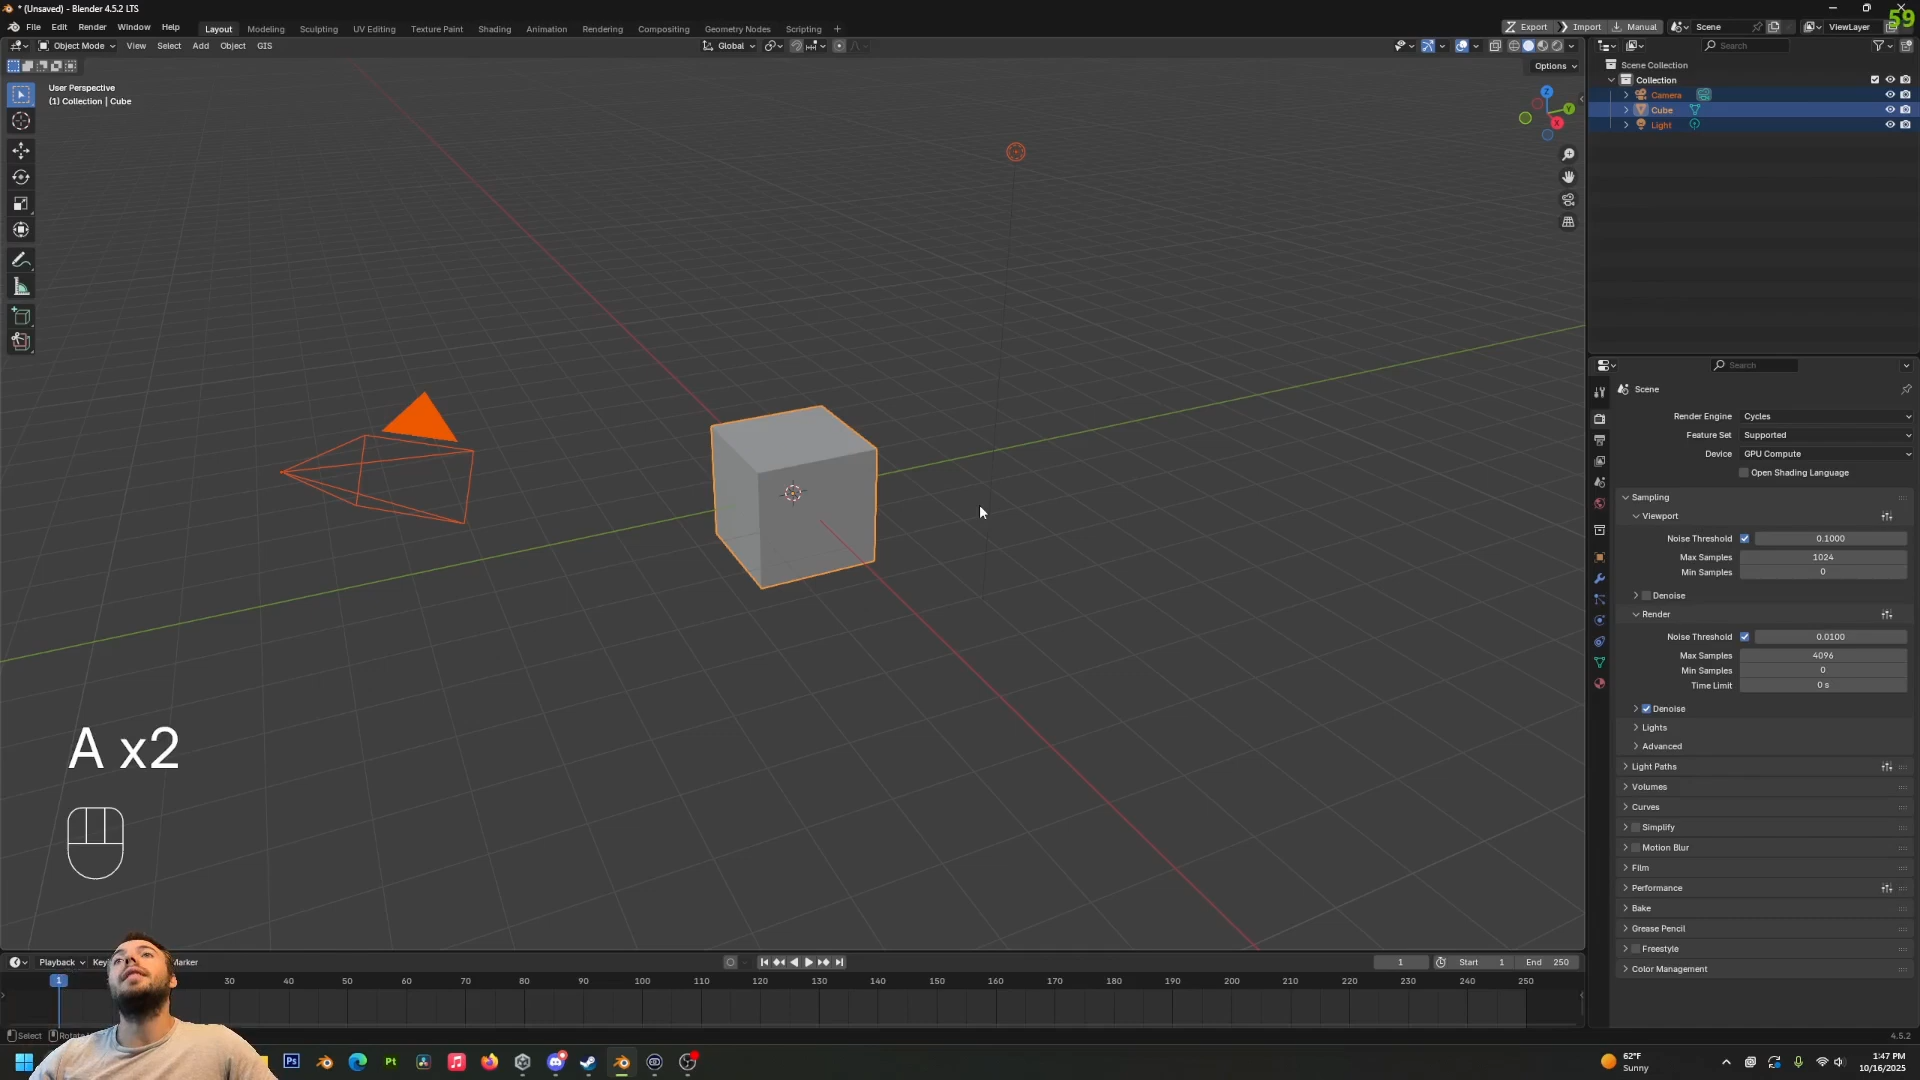 * (Unsaved) - Blender 4.5.2 LTS
59
File Edit Render Window Help Layout Modeling Sculpting UV Editing Texture Paint Shading Animation Rendering Compositing Geometry Nodes Scripting +
Export Import Manual Scene ViewLayer
Object Mode View Select Add Object GIS Global
Search
Options
User Perspective
(1) Collection | Cube
Z
Y
X
Scene Collection
Collection
Camera
Cube
Light
Search
Scene
Render Engine Cycles
Feature Set Supported
Device GPU Compute
Open Shading Language
Sampling
Viewport
Noise Threshold 0.1000
Max Samples 1024
Min Samples 0
Denoise
Render
Noise Threshold 0.0100
Max Samples 4096
Min Samples 0
Time Limit 0 s
Denoise
Lights
Advanced
Light Paths
Volumes
Curves
Simplify
Motion Blur
Film
Performance
Bake
Grease Pencil
Freestyle
Color Management
A x2
Playback Marker
1 Start 1 End 250
1 30 40 50 60 70 80 90 100 110 120 130 140 150 160 170 180 190 200 210 220 230 240 250
Select
4.5.2
Ps Pt
62°F
Sunny
1:47 PM
10/16/2025